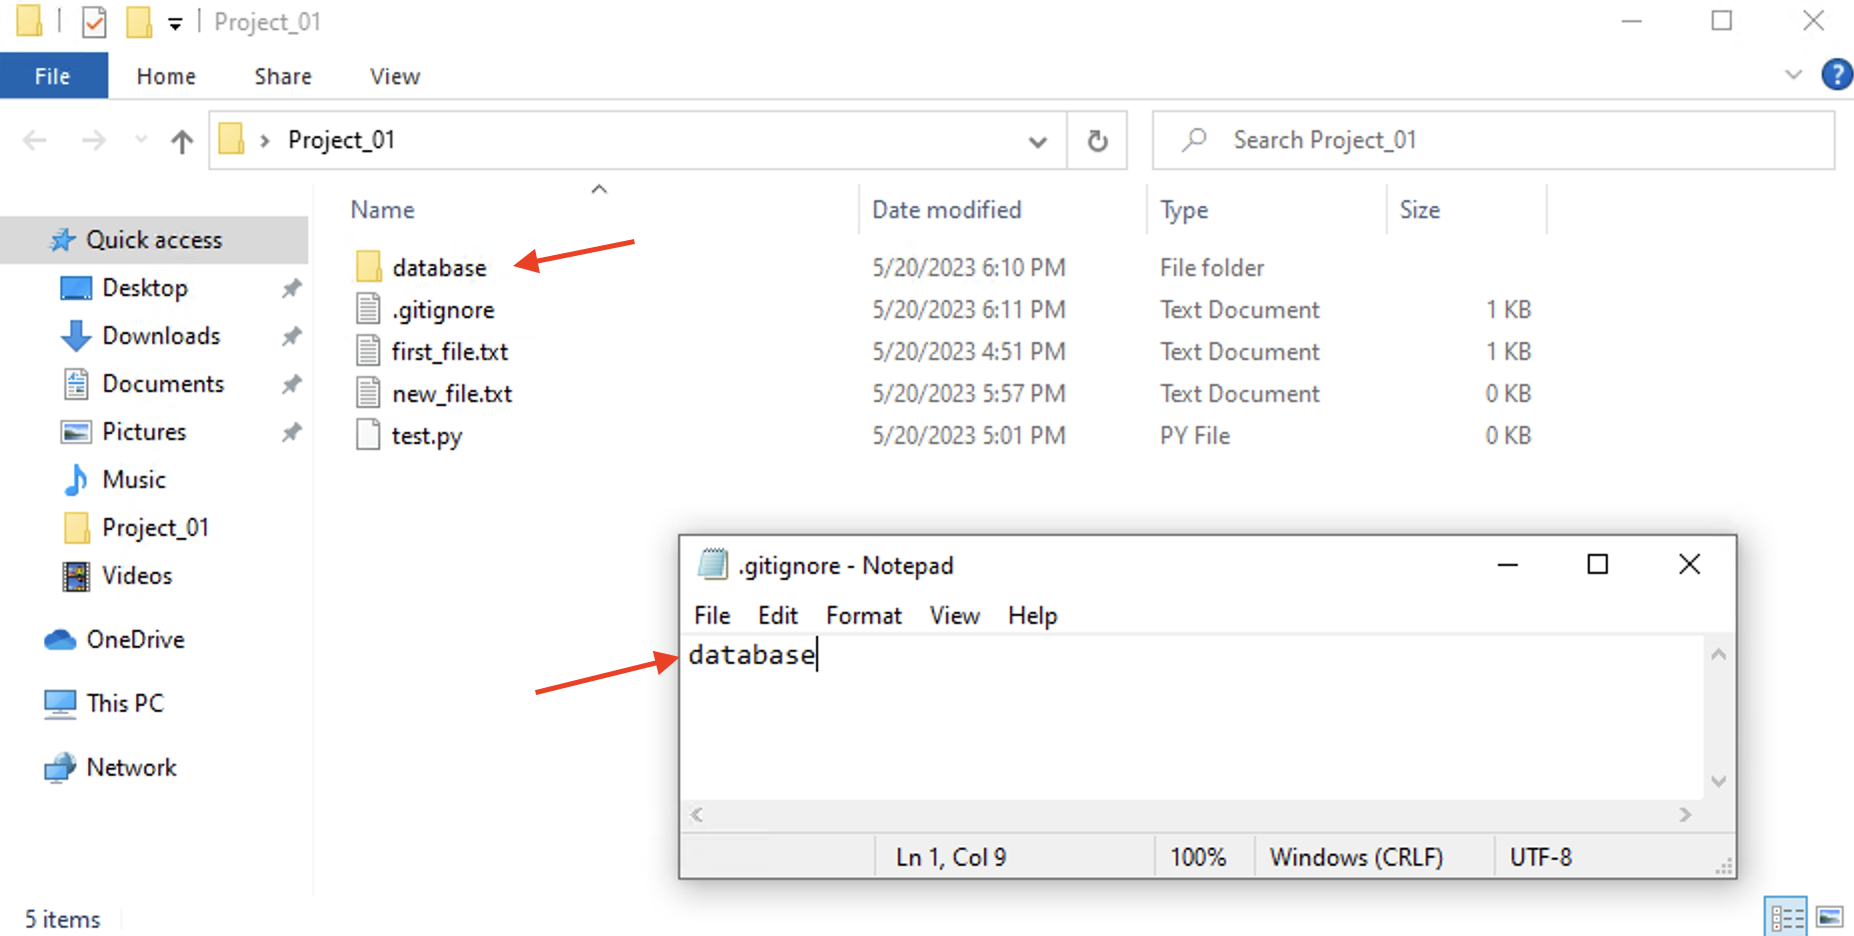 Project_01
File Home Share View
Project_01
Search Project_01
Name Date modified Type Size
Quick access
Desktop
Downloads
Documents
Pictures
Music
Project_01
Videos
OneDrive
This PC
Network
database 5/20/2023 6:10 PM File folder
.gitignore 5/20/2023 6:11 PM Text Document 1 KB
first_file.txt 5/20/2023 4:51 PM Text Document 1 KB
new_file.txt 5/20/2023 5:57 PM Text Document 0 KB
test.py 5/20/2023 5:01 PM PY File 0 KB
.gitignore - Notepad
File Edit Format View Help
database
Ln 1, Col 9 100% Windows (CRLF) UTF-8
5 items